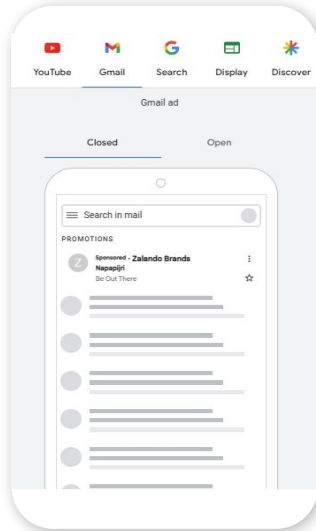 YouTube Gmail Search Display Discover
Gmail ad
Closed Open
Search in mail
PROMOTIONS
Z
Sponsored - Zalando Brands
Napapijri
Be Out There